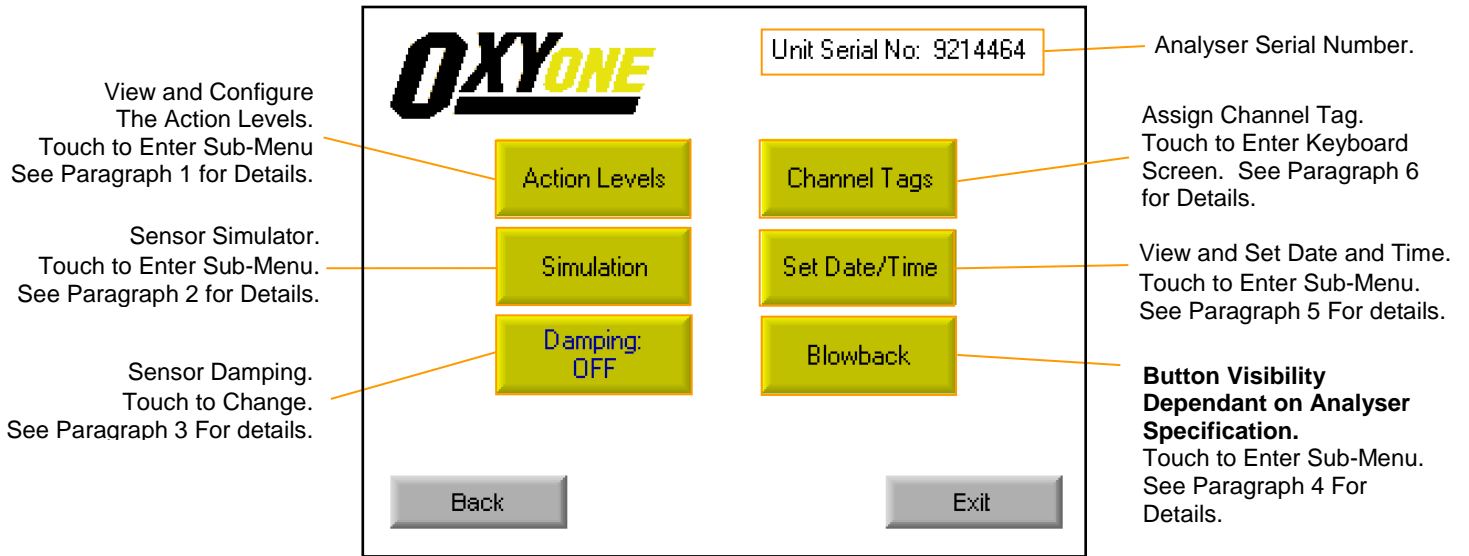 View and Configure
The Action Levels.
Touch to Enter Sub-Menu
See Paragraph 1 for Details.
Sensor Simulator.
Touch to Enter Sub-Menu.
See Paragraph 2 for Details.
Sensor Damping.
Touch to Change.
See Paragraph 3 For details.
OXYONE
Unit Serial No: 9214464
Action Levels
Channel Tags
Simulation
Set Date/Time
Damping:
OFF
Blowback
Back
Exit
Analyser Serial Number.
Assign Channel Tag.
Touch to Enter Keyboard
Screen. See Paragraph 6
for Details.
View and Set Date and Time.
Touch to Enter Sub-Menu.
See Paragraph 5 For details.
Button Visibility
Dependant on Analyser
Specification.
Touch to Enter Sub-Menu.
See Paragraph 4 For
Details.